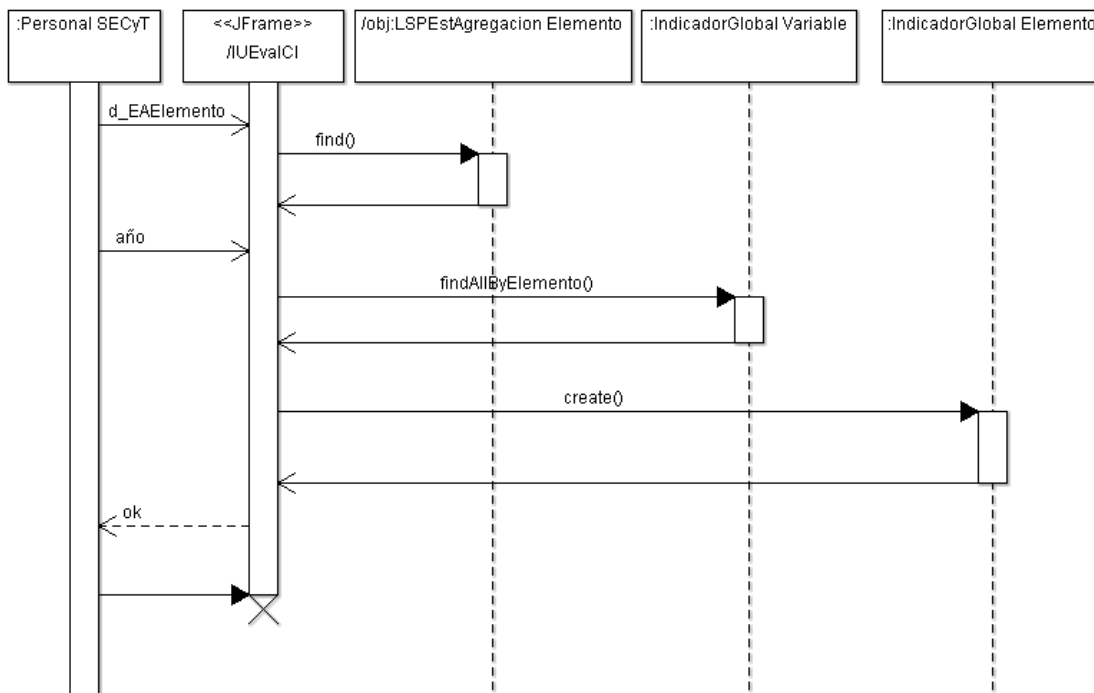 :Personal SECyT
<<JFrame>>
/IUEvalCI
/obj:LSPEstAgregacion Elemento
:IndicadorGlobal Variable
:IndicadorGlobal Elemento
d_EAElemento
find()
año
findAllByElemento()
create()
ok